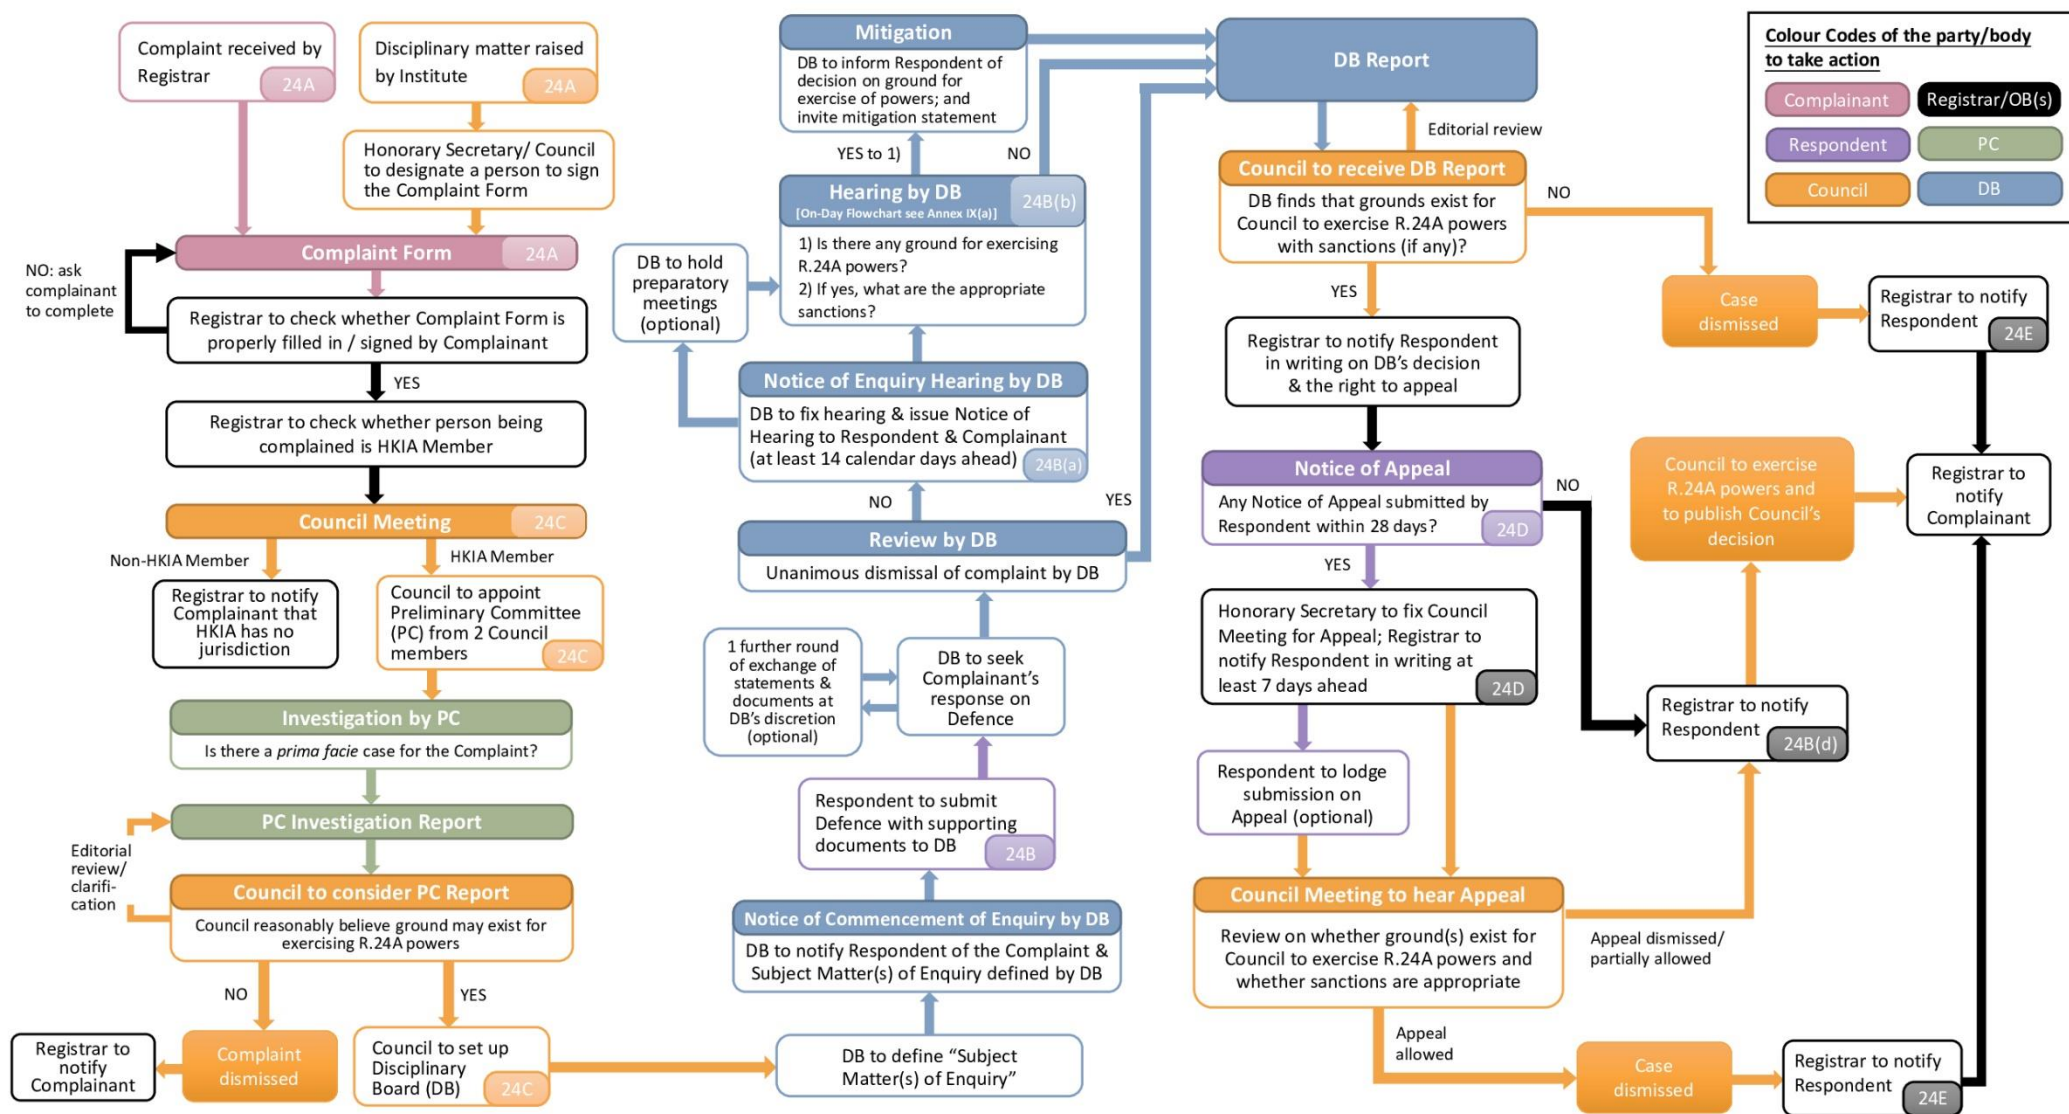 Complaint received by
Registrar
24A
Disciplinary matter raised
by Institute
24A
Honorary Secretary/ Council
to designate a person to sign
the Complaint Form
Complaint Form
24A
NO: ask
complainant
to complete
Registrar to check whether Complaint Form is
properly filled in / signed by Complainant
YES
Registrar to check whether person being
complained is HKIA Member
Council Meeting
24C
Non-HKIA Member
HKIA Member
Registrar to notify
Complainant that
HKIA has no
jurisdiction
Council to appoint
Preliminary Committee
(PC) from 2 Council
members
24C
Investigation by PC
Is there a prima facie case for the Complaint?
PC Investigation Report
Editorial
review/
clarifi-
cation
Council to consider PC Report
Council reasonably believe ground may exist for
exercising R.24A powers
NO
YES
Registrar to
notify
Complainant
Complaint
dismissed
Council to set up
Disciplinary
Board (DB)
24C
Mitigation
DB to inform Respondent of
decision on ground for
exercise of powers; and
invite mitigation statement
YES to 1)
NO
Hearing by DB
[On-Day Flowchart see Annex IX(a)]
24B(b)
1) Is there any ground for exercising
R.24A powers?
2) If yes, what are the appropriate
sanctions?
DB to hold
preparatory
meetings
(optional)
Notice of Enquiry Hearing by DB
DB to fix hearing & issue Notice of
Hearing to Respondent & Complainant
(at least 14 calendar days ahead)
24B(a)
NO
YES
Review by DB
Unanimous dismissal of complaint by DB
1 further round
of exchange of
statements &
documents at
DB's discretion
(optional)
DB to seek
Complainant's
response on
Defence
Respondent to submit
Defence with supporting
documents to DB
24B
Notice of Commencement of Enquiry by DB
DB to notify Respondent of the Complaint &
Subject Matter(s) of Enquiry defined by DB
DB to define "Subject
Matter(s) of Enquiry"
DB Report
Editorial review
Council to receive DB Report
DB finds that grounds exist for
Council to exercise R.24A powers
with sanctions (if any)?
NO
YES
Registrar to notify Respondent
in writing on DB's decision
& the right to appeal
Notice of Appeal
Any Notice of Appeal submitted by
Respondent within 28 days?
24D
NO
YES
Honorary Secretary to fix Council
Meeting for Appeal; Registrar to
notify Respondent in writing at
least 7 days ahead
24D
Respondent to lodge
submission on
Appeal (optional)
Council Meeting to hear Appeal
Review on whether ground(s) exist for
Council to exercise R.24A powers and
whether sanctions are appropriate
Appeal dismissed/
partially allowed
Appeal
allowed
Case
dismissed
Registrar to notify
Respondent
24E
Colour Codes of the party/body
to take action
Complainant
Registrar/OB(s)
Respondent
PC
Council
DB
Case
dismissed
Registrar to notify
Respondent
24E
Council to exercise
R.24A powers and
to publish Council's
decision
Registrar to
notify
Complainant
Registrar to notify
Respondent
24B(d)